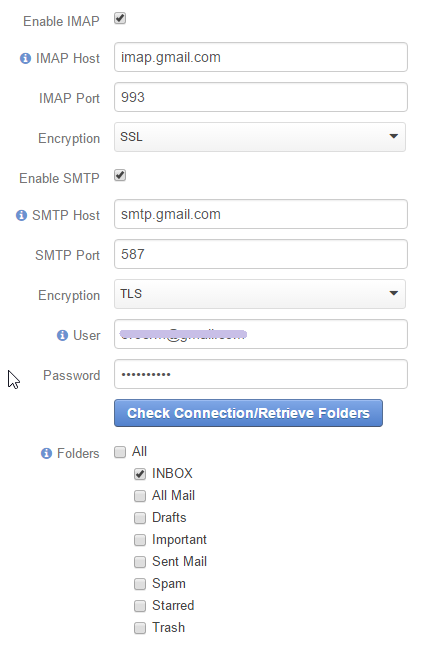 Enable IMAP
IMAP Host imap.gmail.com
IMAP Port 993
Encryption SSL
Enable SMTP
SMTP Host smtp.gmail.com
SMTP Port 587
Encryption TLS
User
Password ••••••••••
Check Connection/Retrieve Folders
Folders All
INBOX
All Mail
Drafts
Important
Sent Mail
Spam
Starred
Trash